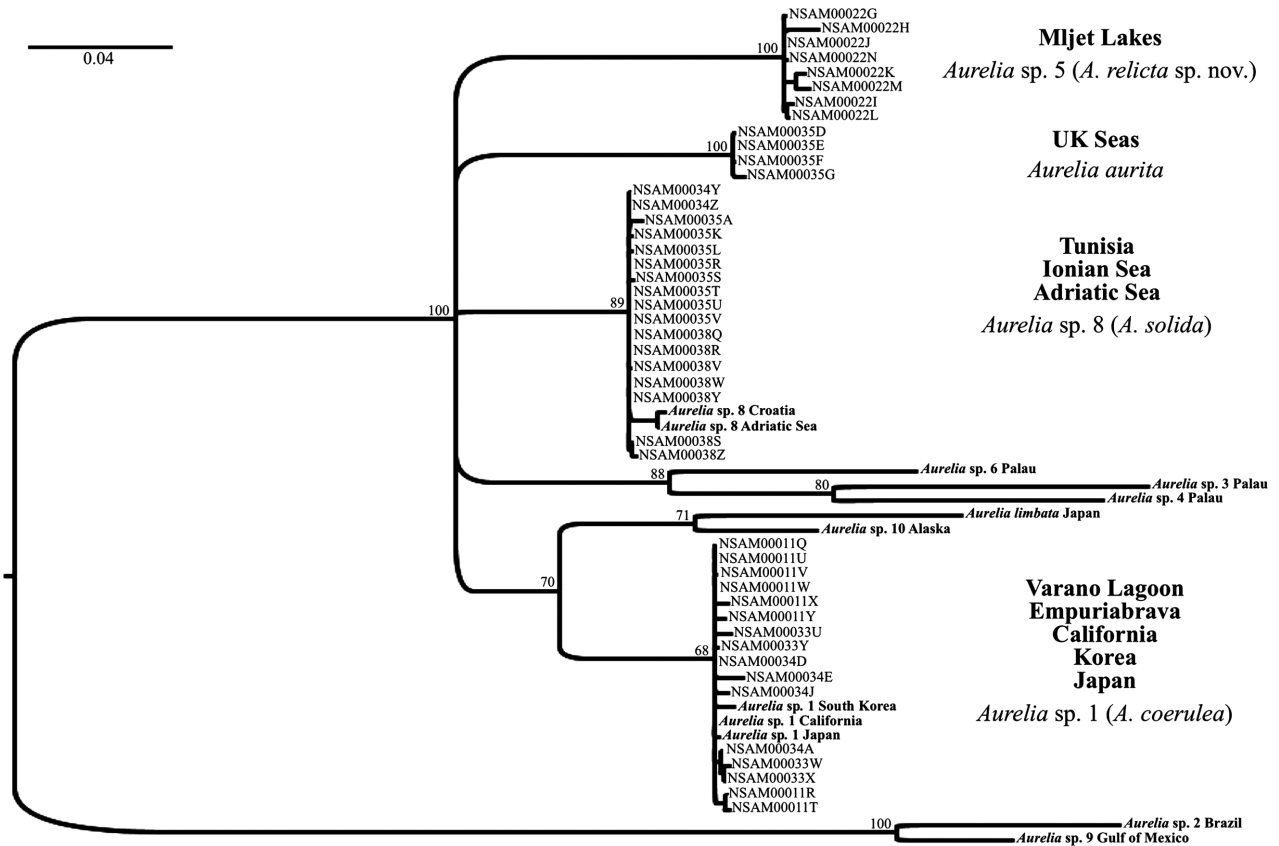 0.04
100
NSAM00022G
NSAM00022H
NSAM00022J
NSAM00022N
NSAM00022K
NSAM00022M
NSAM00022I
NSAM00022L
Mljet Lakes
Aurelia sp. 5 (A. relicta sp. nov.)
100
NSAM00035D
NSAM00035E
NSAM00035F
NSAM00035G
UK Seas
Aurelia aurita
100
89
NSAM00034Y
NSAM00034Z
NSAM00035A
NSAM00035K
NSAM00035L
NSAM00035R
NSAM00035S
NSAM00035T
NSAM00035U
NSAM00035V
NSAM00038Q
NSAM00038R
NSAM00038V
NSAM00038W
NSAM00038Y
Aurelia sp. 8 Croatia
Aurelia sp. 8 Adriatic Sea
NSAM00038S
NSAM00038Z
Tunisia
Ionian Sea
Adriatic Sea
Aurelia sp. 8 (A. solida)
88
Aurelia sp. 6 Palau
80
Aurelia sp. 3 Palau
Aurelia sp. 4 Palau
70
71
Aurelia limbata Japan
Aurelia sp. 10 Alaska
68
NSAM00011Q
NSAM00011U
NSAM00011V
NSAM00011W
NSAM00011X
NSAM00011Y
NSAM00033U
NSAM00033Y
NSAM00034D
NSAM00034E
NSAM00034J
Aurelia sp. 1 South Korea
Aurelia sp. 1 California
Aurelia sp. 1 Japan
NSAM00034A
NSAM00033W
NSAM00033X
NSAM00011R
NSAM00011T
Varano Lagoon
Empuriabrava
California
Korea
Japan
Aurelia sp. 1 (A. coerulea)
100
Aurelia sp. 2 Brazil
Aurelia sp. 9 Gulf of Mexico